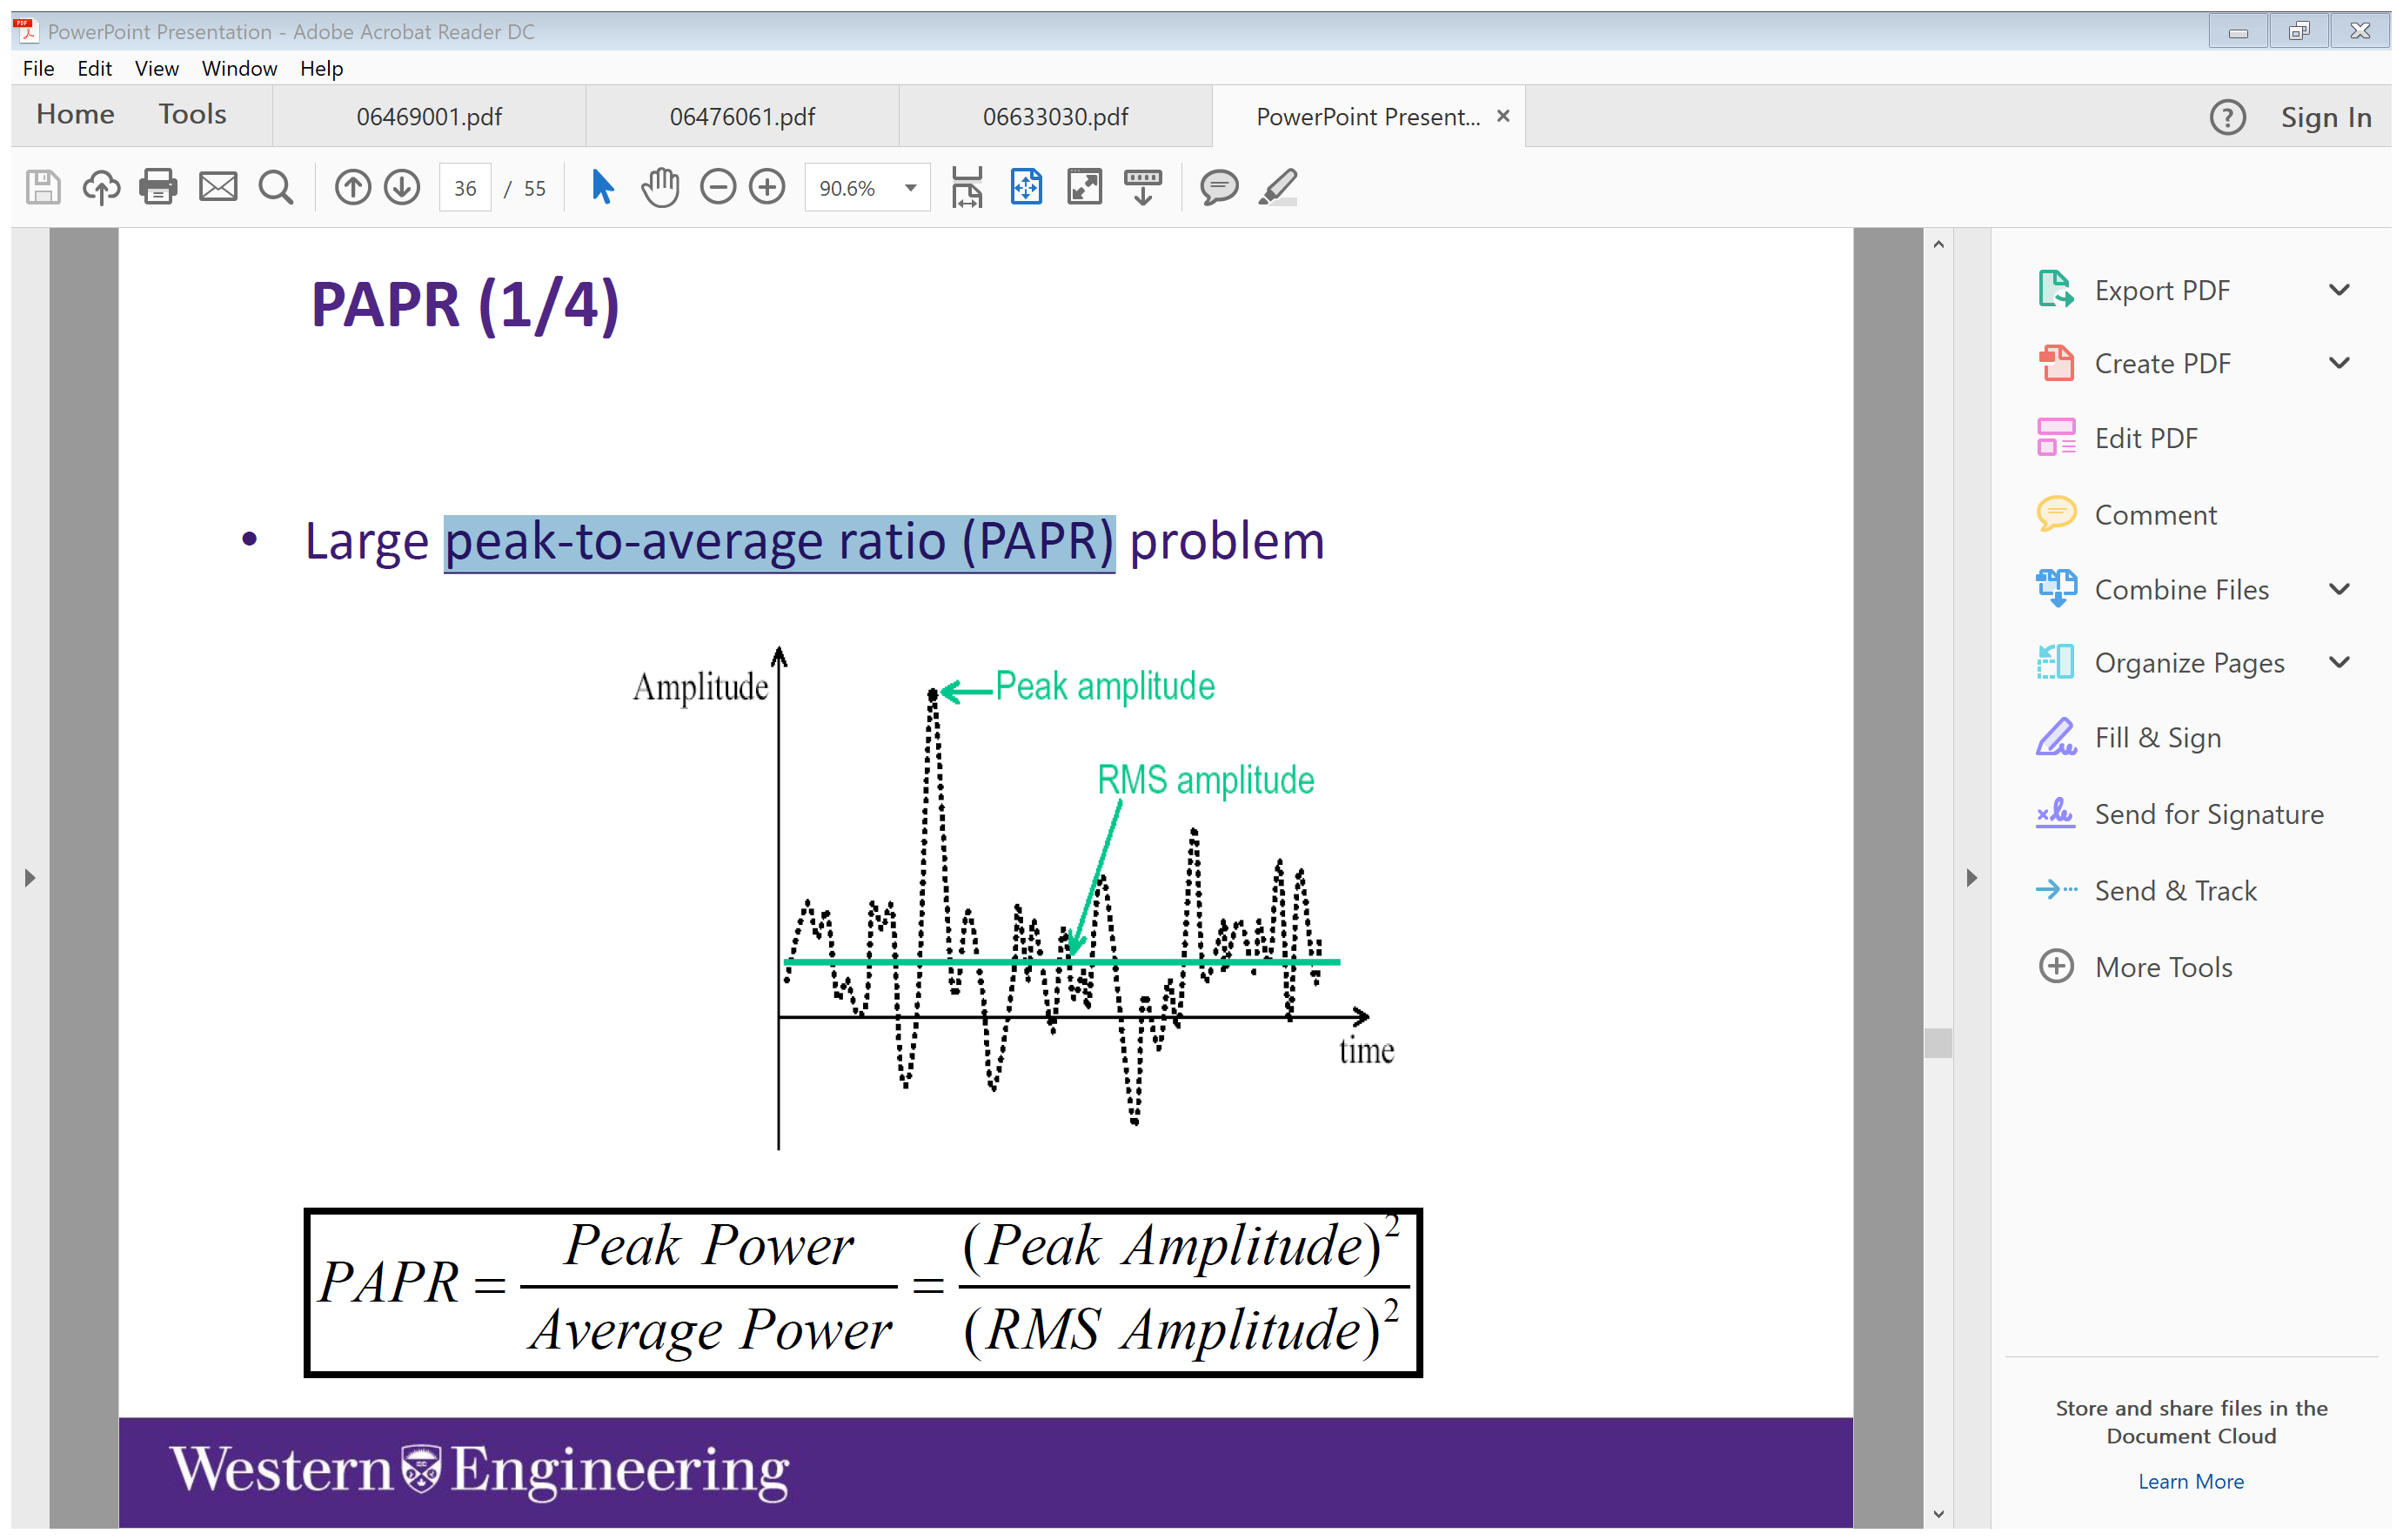 PowerPoint Presentation - Adobe Acrobat Reader DC
File Edit View Window Help
Home Tools 06469001.pdf 06476061.pdf 06633030.pdf PowerPoint Present... × ? Sign In
36 / 55 90.6%
PAPR (1/4)
• Large peak-to-average ratio (PAPR) problem
Amplitude
Peak amplitude
RMS amplitude
time
PAPR = Peak Power / Average Power = (Peak Amplitude)² / (RMS Amplitude)²
Western Engineering
Export PDF
Create PDF
Edit PDF
Comment
Combine Files
Organize Pages
Fill & Sign
Send for Signature
Send & Track
More Tools
Store and share files in the
Document Cloud
Learn More